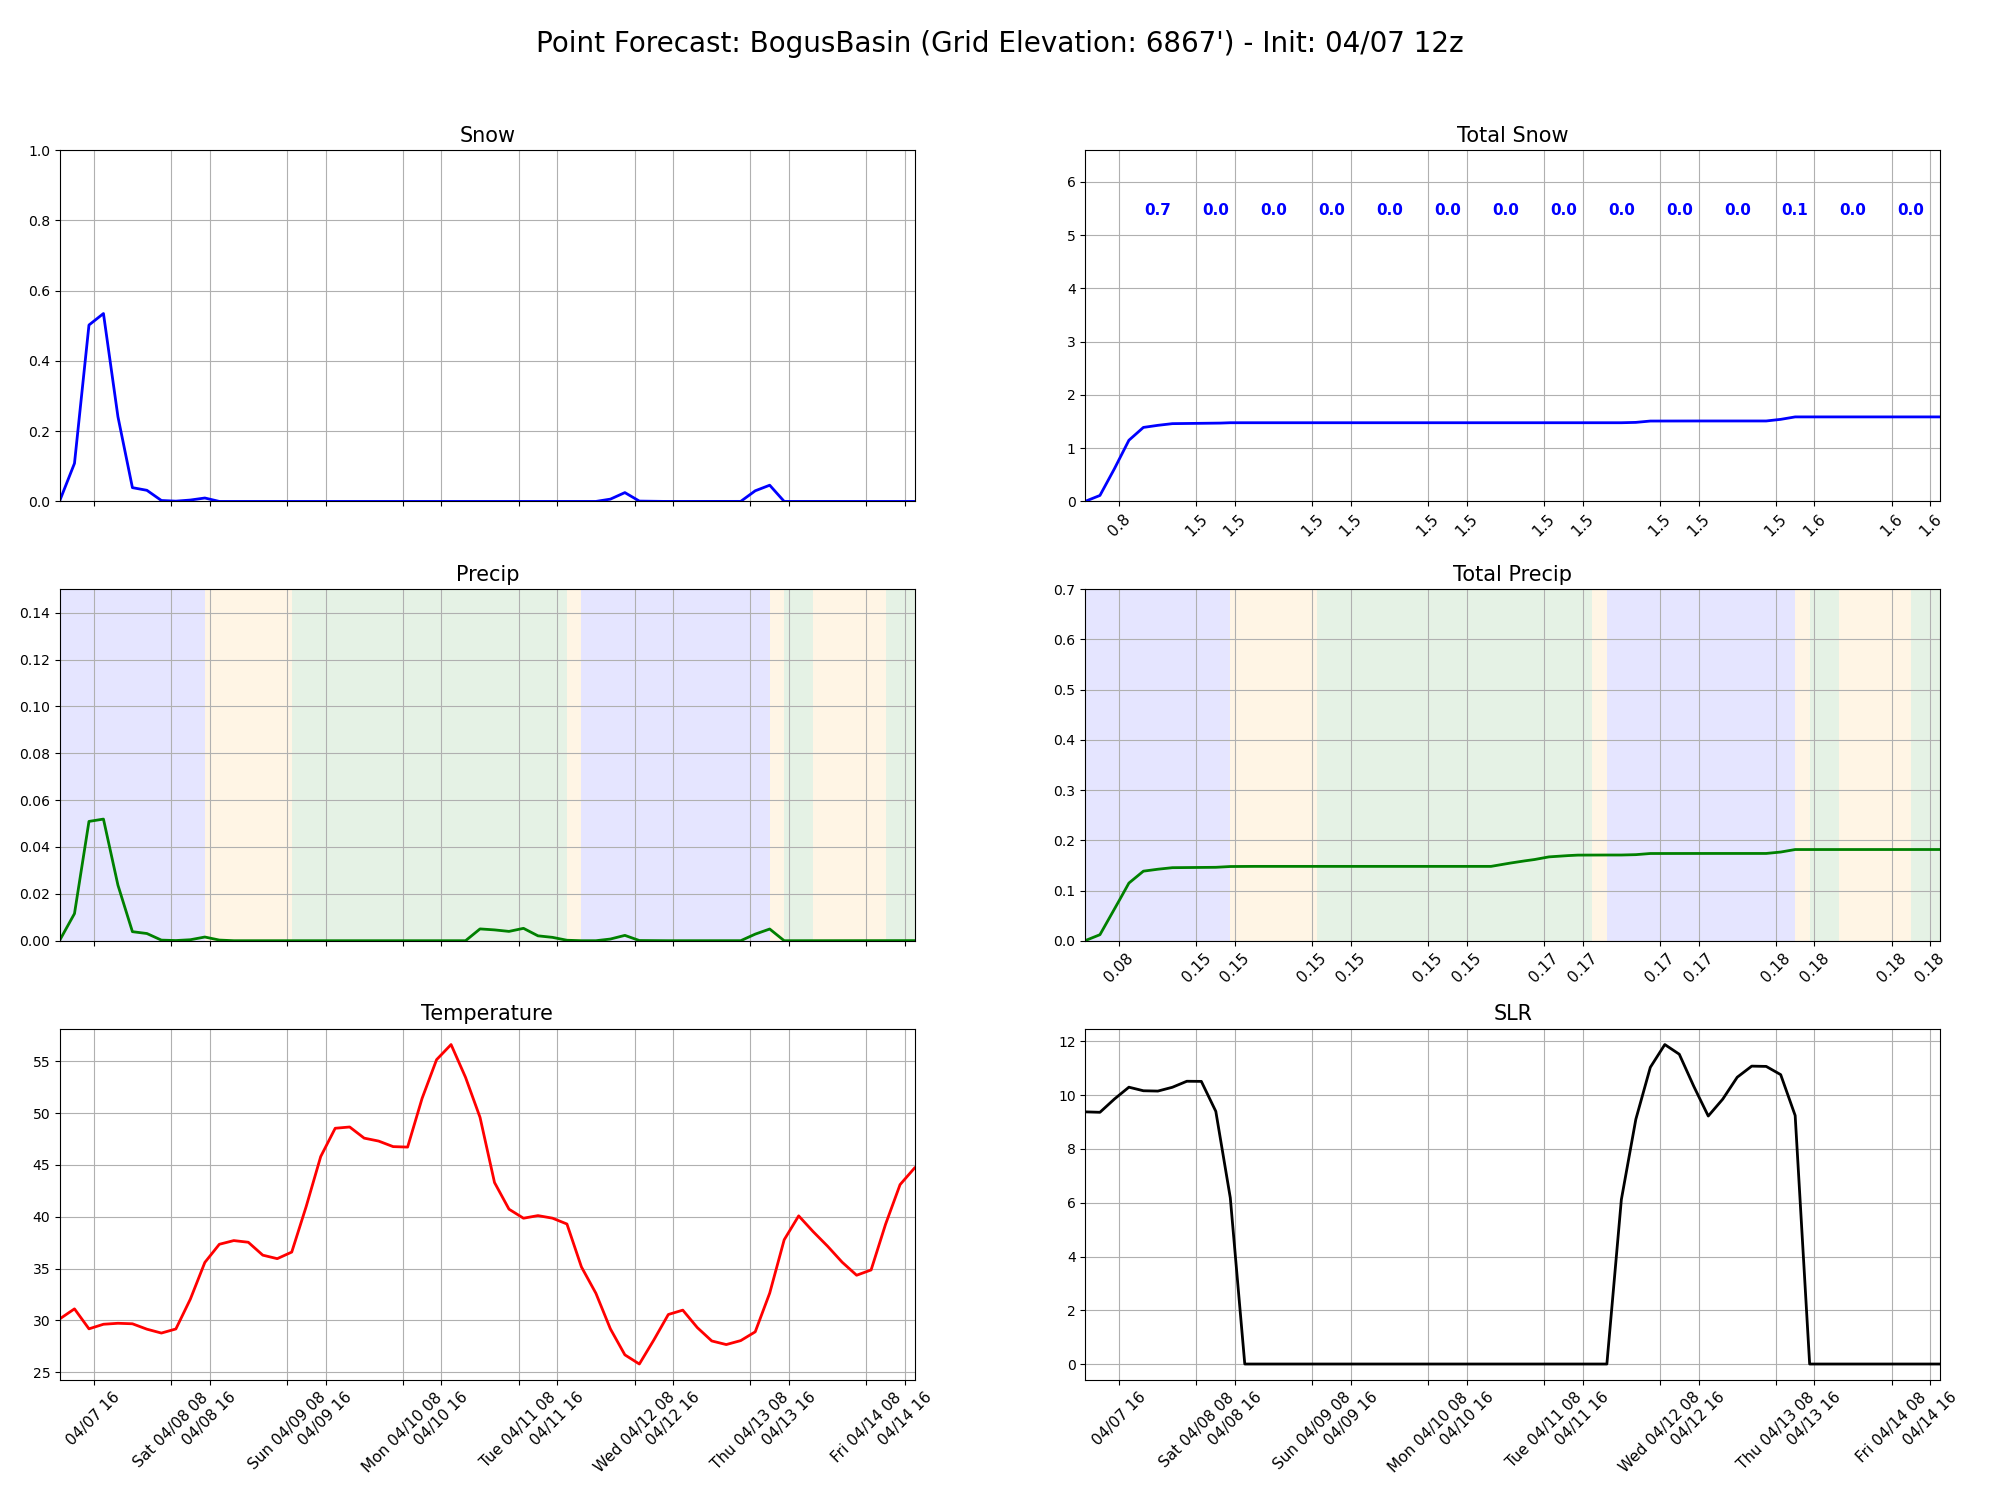 Point Forecast: BogusBasin (Grid Elevation: 6867') - Init: 04/07 12z
Snow
1.0
0.8
0.6
0.4
0.2
0.0
Total Snow
6
5
4
3
2
1
0
0.7 0.0 0.0 0.0 0.0 0.0 0.0 0.0 0.0 0.0 0.0 0.1 0.0 0.0
0.8 1.5 1.5 1.5 1.5 1.5 1.5 1.5 1.5 1.5 1.5 1.5 1.6 1.6 1.6
Precip
0.14
0.12
0.10
0.08
0.06
0.04
0.02
0.00
Total Precip
0.7
0.6
0.5
0.4
0.3
0.2
0.1
0.0
0.08 0.15 0.15 0.15 0.15 0.15 0.15 0.17 0.17 0.17 0.17 0.18 0.18 0.18 0.18
Temperature
55
50
45
40
35
30
25
04/07 16
Sat 04/08 08
04/08 16
Sun 04/09 08
04/09 16
Mon 04/10 08
04/10 16
Tue 04/11 08
04/11 16
Wed 04/12 08
04/12 16
Thu 04/13 08
04/13 16
Fri 04/14 08
04/14 16
SLR
12
10
8
6
4
2
0
04/07 16
Sat 04/08 08
04/08 16
Sun 04/09 08
04/09 16
Mon 04/10 08
04/10 16
Tue 04/11 08
04/11 16
Wed 04/12 08
04/12 16
Thu 04/13 08
04/13 16
Fri 04/14 08
04/14 16